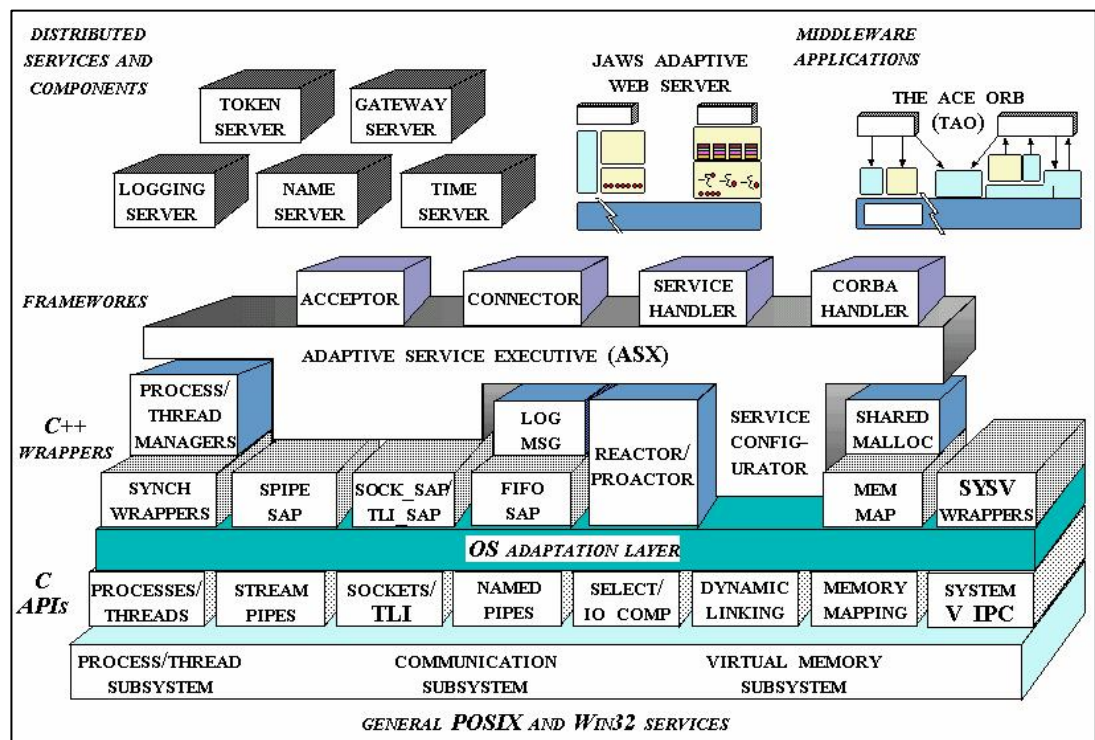 DISTRIBUTED
SERVICES AND
COMPONENTS
MIDDLEWARE
APPLICATIONS
JAWS ADAPTIVE
WEB SERVER
THE ACE ORB
(TAO)
TOKEN
SERVER
GATEWAY
SERVER
LOGGING
SERVER
NAME
SERVER
TIME
SERVER
FRAMEWORKS
ACCEPTOR
CONNECTOR
SERVICE
HANDLER
CORBA
HANDLER
ADAPTIVE SERVICE EXECUTIVE (ASX)
C++
WRAPPERS
PROCESS/
THREAD
MANAGERS
LOG
MSG
REACTOR/
PROACTOR
SERVICE
CONFIG-
URATOR
SHARED
MALLOC
SYNCH
WRAPPERS
SPIPE
SAP
SOCK_SAP/
TLI_SAP
FIFO
SAP
MEM
MAP
SYSV
WRAPPERS
OS ADAPTATION LAYER
C
APIS
PROCESSES/
THREADS
STREAM
PIPES
SOCKETS/
TLI
NAMED
PIPES
SELECT/
IO COMP
DYNAMIC
LINKING
MEMORY
MAPPING
SYSTEM
V IPC
PROCESS/THREAD
SUBSYSTEM
COMMUNICATION
SUBSYSTEM
VIRTUAL MEMORY
SUBSYSTEM
GENERAL POSIX AND WIN32 SERVICES